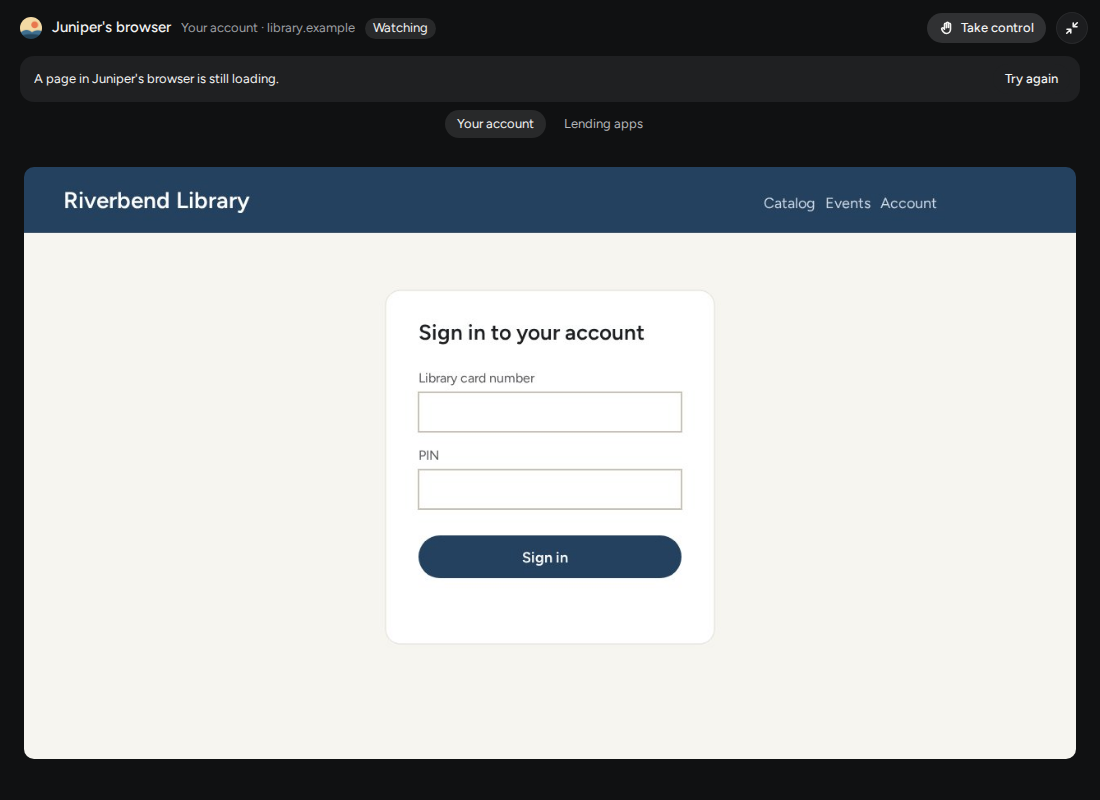 Juniper's browser Your account · library.example Watching Take control
A page in Juniper's browser is still loading. Try again
Your account Lending apps
Riverbend Library Catalog Events Account
Sign in to your account
Library card number
PIN
Sign in